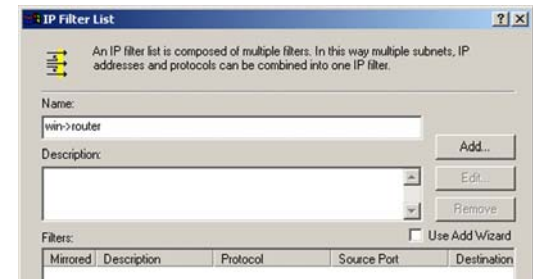 IP Filter List
An IP filter list is composed of multiple filters. In this way multiple subnets, IP
addresses and protocols can be combined into one IP filter.
Name:
win->router
Add...
Description:
Edit...
Remove
Filters:
Use Add Wizard
Mirrored Description Protocol Source Port Destination